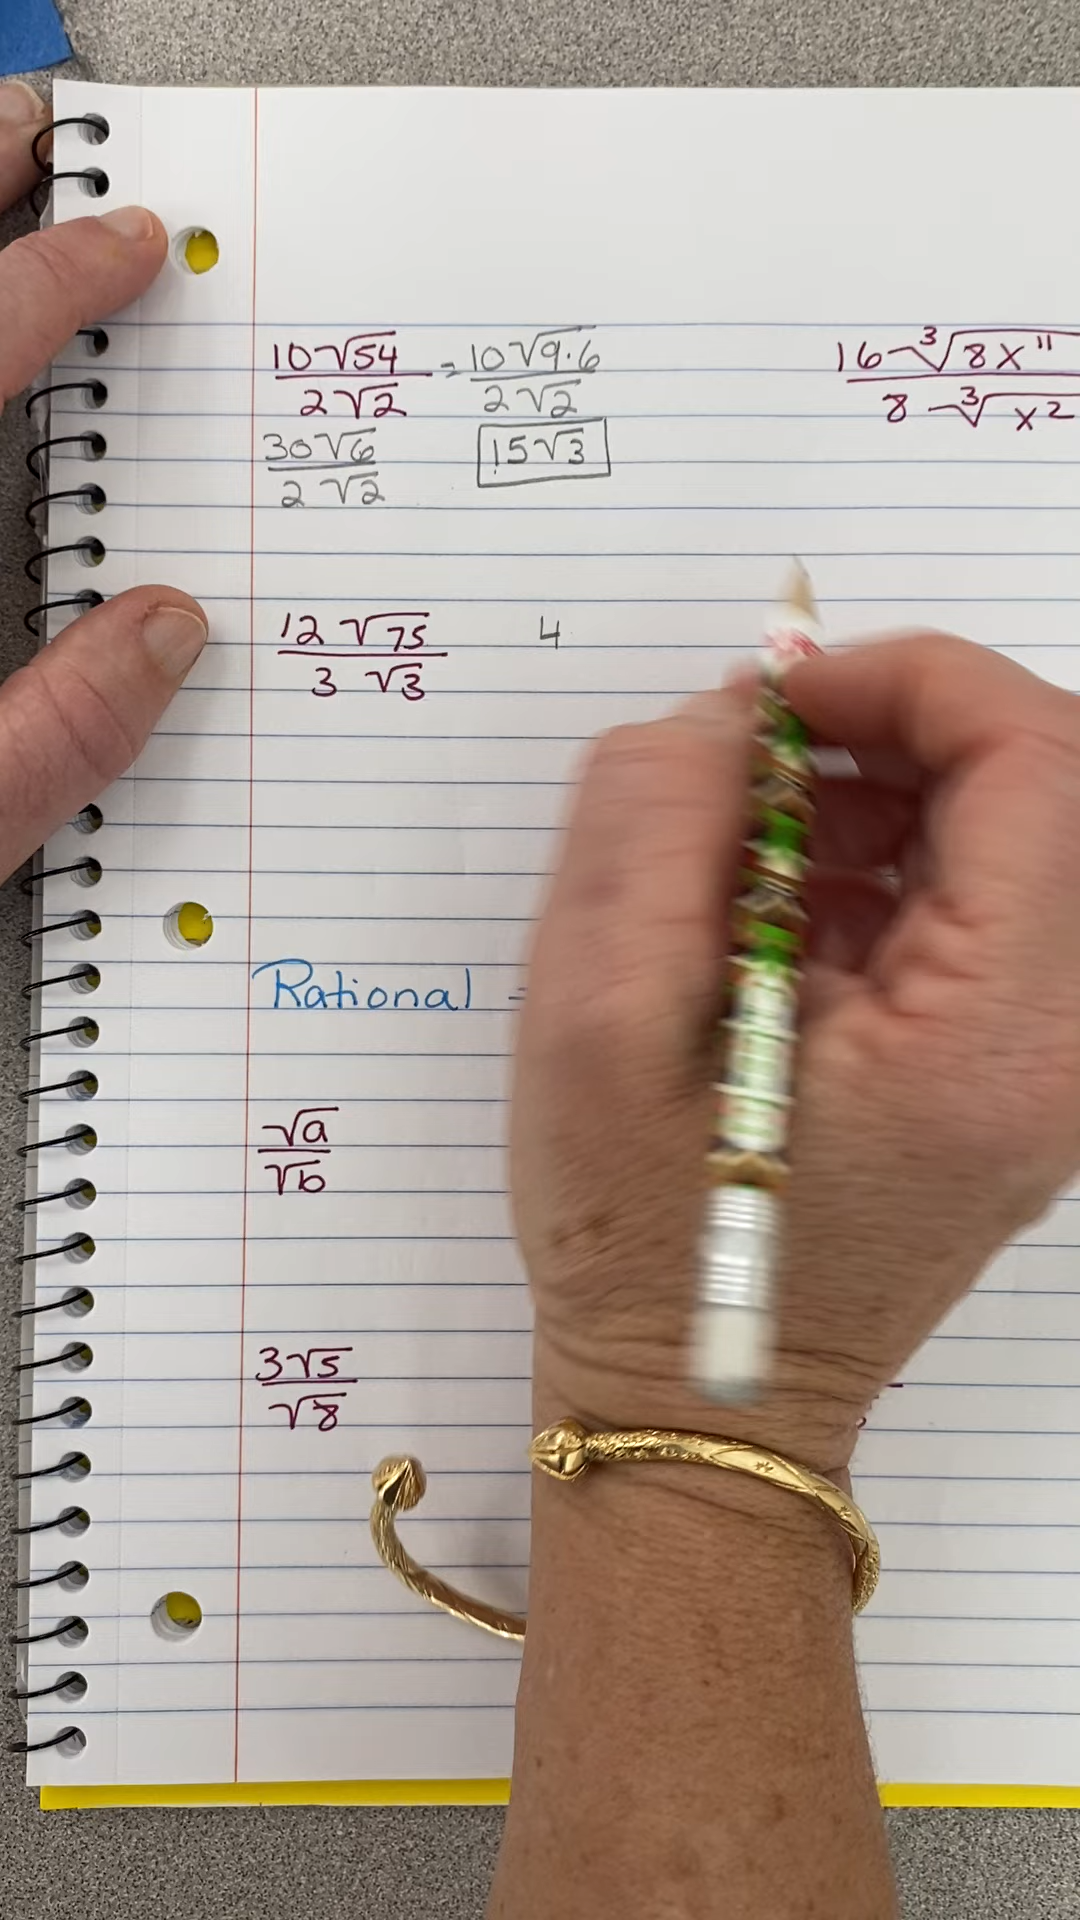 10√54 / 2√2 = 10√9·6 / 2√2
16 ∛8x¹¹ / 8 ∛x²
30√6 / 2√2
15√3
12√75 / 3√3
4
Rational =
√a / √b
3√5 / √8